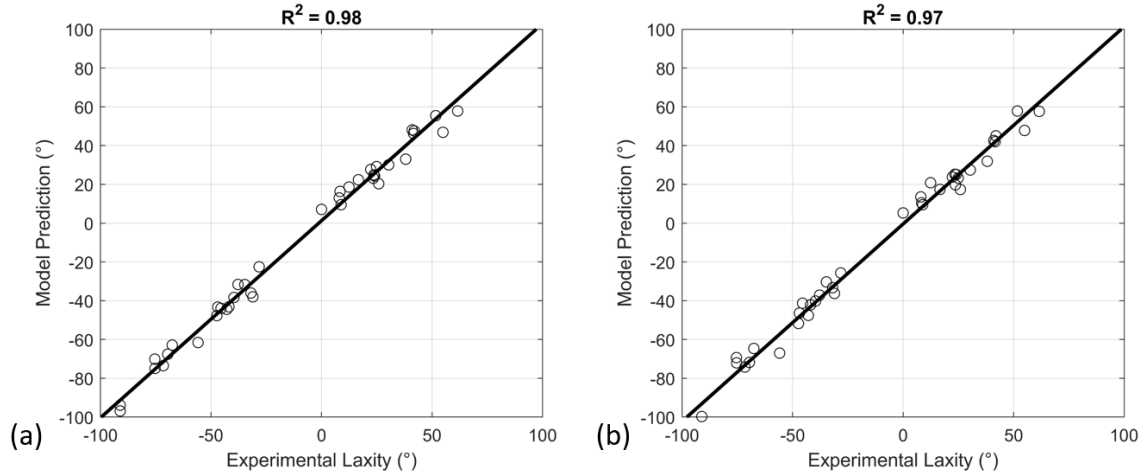 R² = 0.98
100
80
60
40
20
0
-20
-40
-60
-80
-100
-100 -50 0 50 100
Model Prediction (°)
Experimental Laxity (°)
(a)
R² = 0.97
100
80
60
40
20
0
-20
-40
-60
-80
-100
-100 -50 0 50 100
Model Prediction (°)
Experimental Laxity (°)
(b)